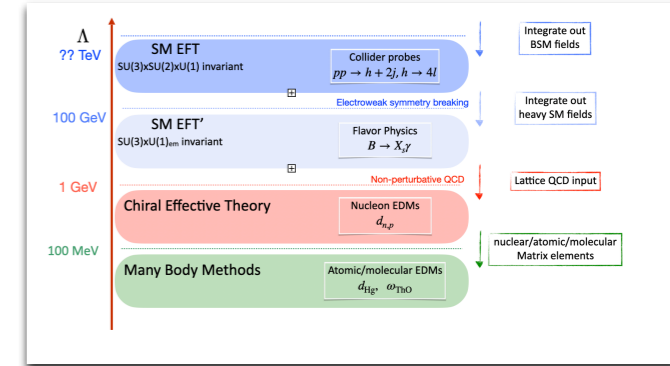 Λ
?? TeV
SM EFT
SU(3)xSU(2)xU(1) invariant
Collider probes
pp → h + 2j, h → 4l
Integrate out
BSM fields
Electroweak symmetry breaking
100 GeV
SM EFT’
SU(3)xU(1)em invariant
Flavor Physics
B → Xsγ
Integrate out
heavy SM fields
Non-perturbative QCD
1 GeV
Lattice QCD input
Chiral Effective Theory
Nucleon EDMs
dn,p
100 MeV
nuclear/atomic/molecular
Matrix elements
Many Body Methods
Atomic/molecular EDMs
dHg, ωThO